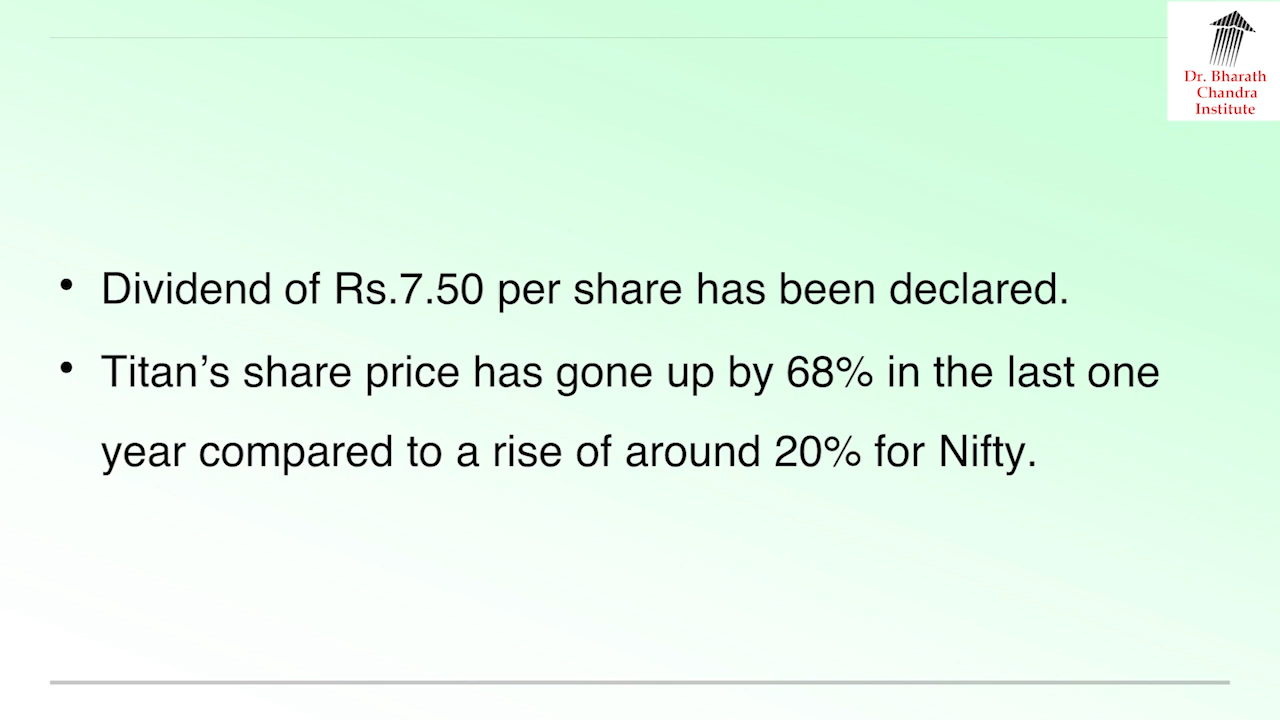 Dr. Bharath
Chandra
Institute
• Dividend of Rs.7.50 per share has been declared.
• Titan’s share price has gone up by 68% in the last one
year compared to a rise of around 20% for Nifty.